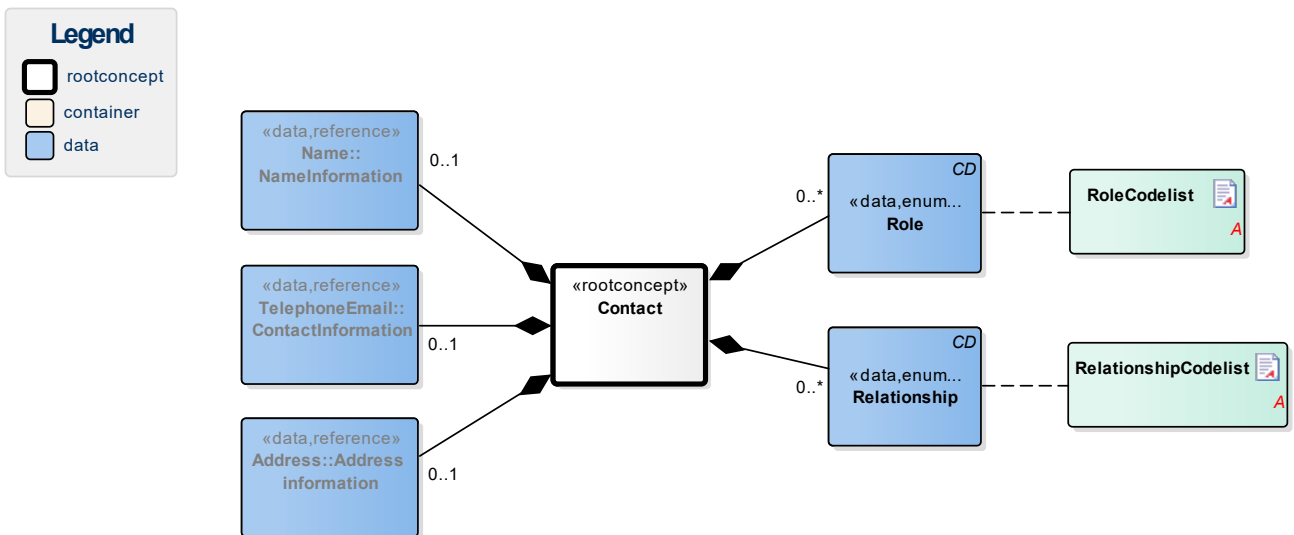 Legend
rootconcept
container
data
«data,reference»
Name::
NameInformation
0..1
«data,reference»
TelephoneEmail::
ContactInformation
0..1
«data,reference»
Address::Address
information
0..1
«rootconcept»
Contact
CD
0..*
«data,enum...
Role
RoleCodelist
A
CD
0..*
«data,enum...
Relationship
RelationshipCodelist
A